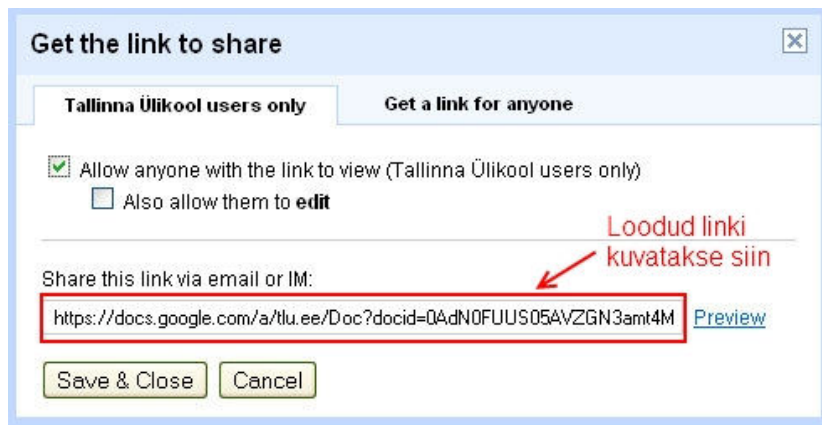 Get the link to share
Tallinna Ülikool users only
Get a link for anyone
Allow anyone with the link to view (Tallinna Ülikool users only)
Also allow them to edit
Loodud linki
kuvatakse siin
Share this link via email or IM:
https://docs.google.com/a/tlu.ee/Doc?docid=0AdN0FUUS05AVZGN3amt4M
Preview
Save & Close
Cancel